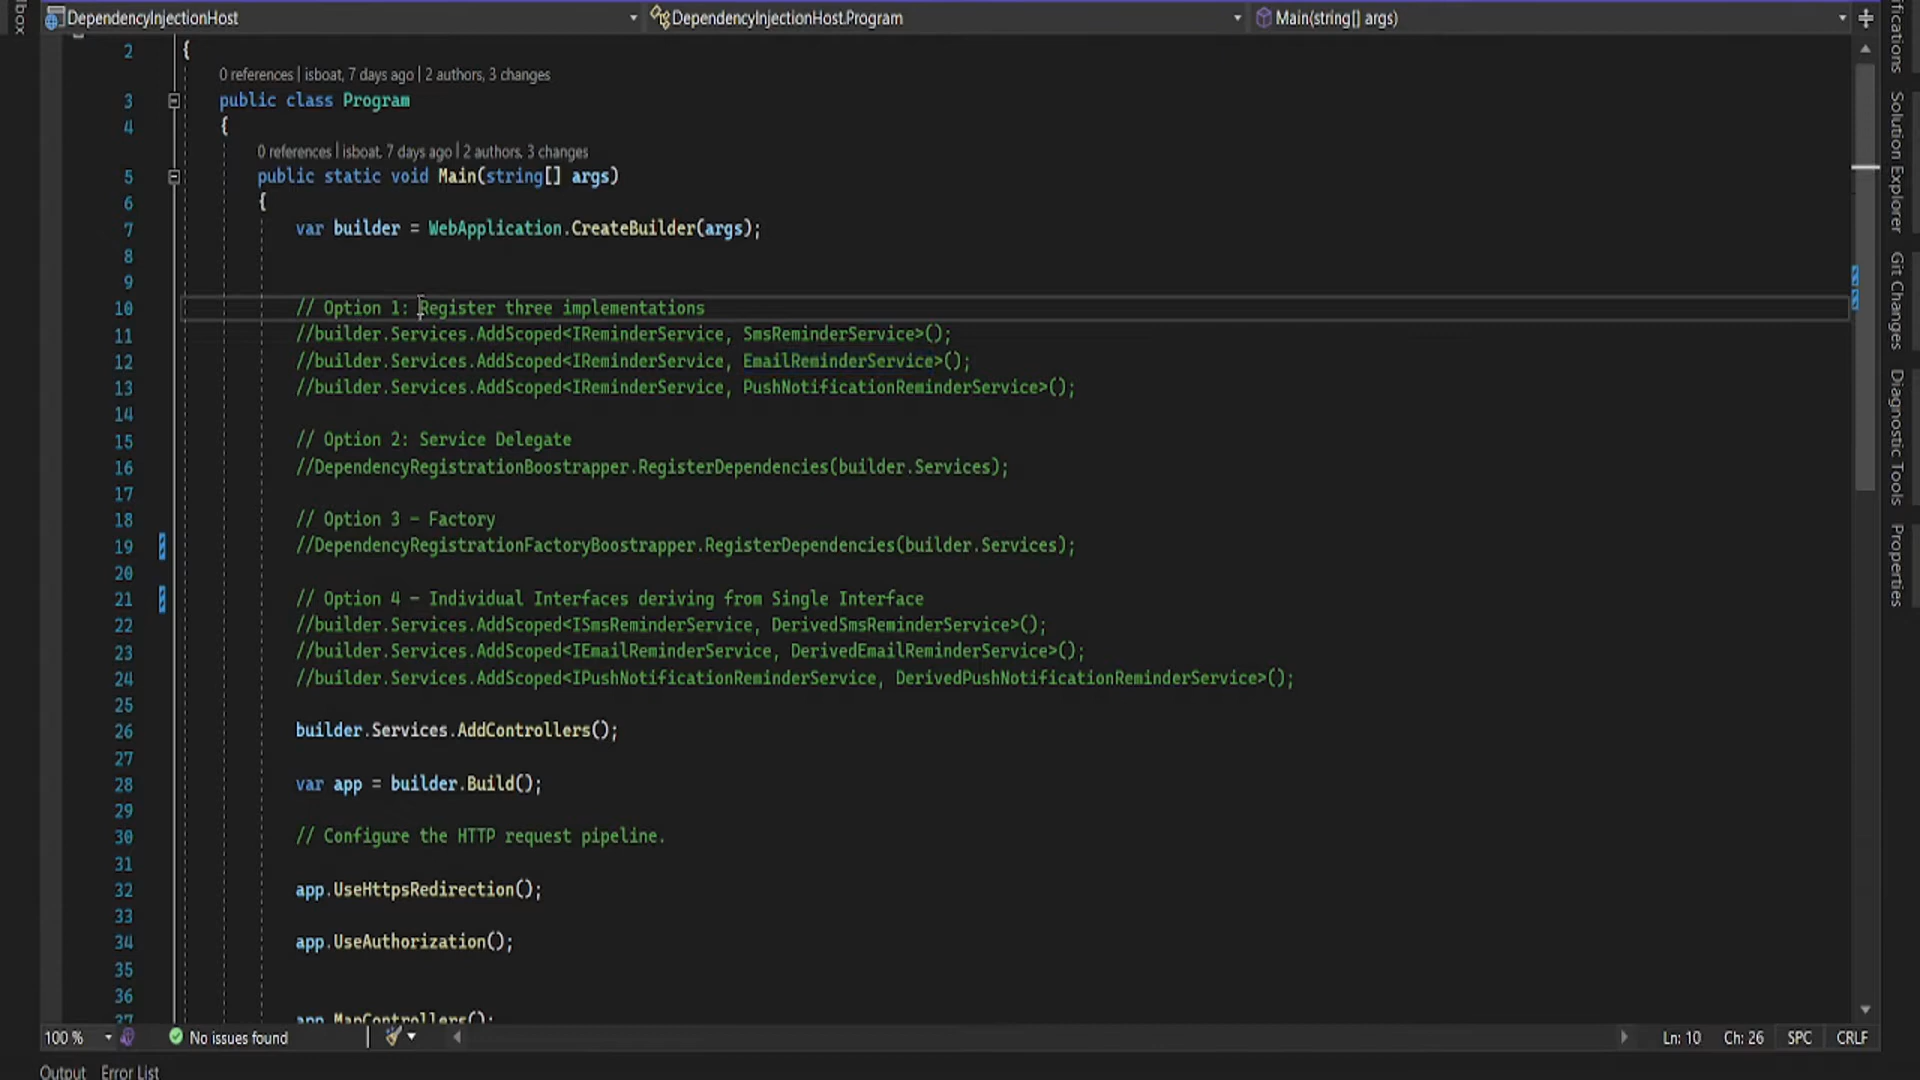 DependencyInjectionHost DependencyInjectionHost.Program Main(string[] args)
2 {
0 references | isboat, 7 days ago | 2 authors, 3 changes
3 public class Program
4 {
0 references | isboat, 7 days ago | 2 authors, 3 changes
5 public static void Main(string[] args)
6 {
7 var builder = WebApplication.CreateBuilder(args);
8
9
10 // Option 1: Register three implementations
11 //builder.Services.AddScoped<IReminderService, SmsReminderService>();
12 //builder.Services.AddScoped<IReminderService, EmailReminderService>();
13 //builder.Services.AddScoped<IReminderService, PushNotificationReminderService>();
14
15 // Option 2: Service Delegate
16 //DependencyRegistrationBoostrapper.RegisterDependencies(builder.Services);
17
18 // Option 3 - Factory
19 //DependencyRegistrationFactoryBoostrapper.RegisterDependencies(builder.Services);
20
21 // Option 4 - Individual Interfaces deriving from Single Interface
22 //builder.Services.AddScoped<ISmsReminderService, DerivedSmsReminderService>();
23 //builder.Services.AddScoped<IEmailReminderService, DerivedEmailReminderService>();
24 //builder.Services.AddScoped<IPushNotificationReminderService, DerivedPushNotificationReminderService>();
25
26 builder.Services.AddControllers();
27
28 var app = builder.Build();
29
30 // Configure the HTTP request pipeline.
31
32 app.UseHttpsRedirection();
33
34 app.UseAuthorization();
35
36
37 app.MapControllers();
100 % No issues found Ln: 10 Ch: 26 SPC CRLF
Output Error List
Solution Explorer
Git Changes
Diagnostic Tools
Properties